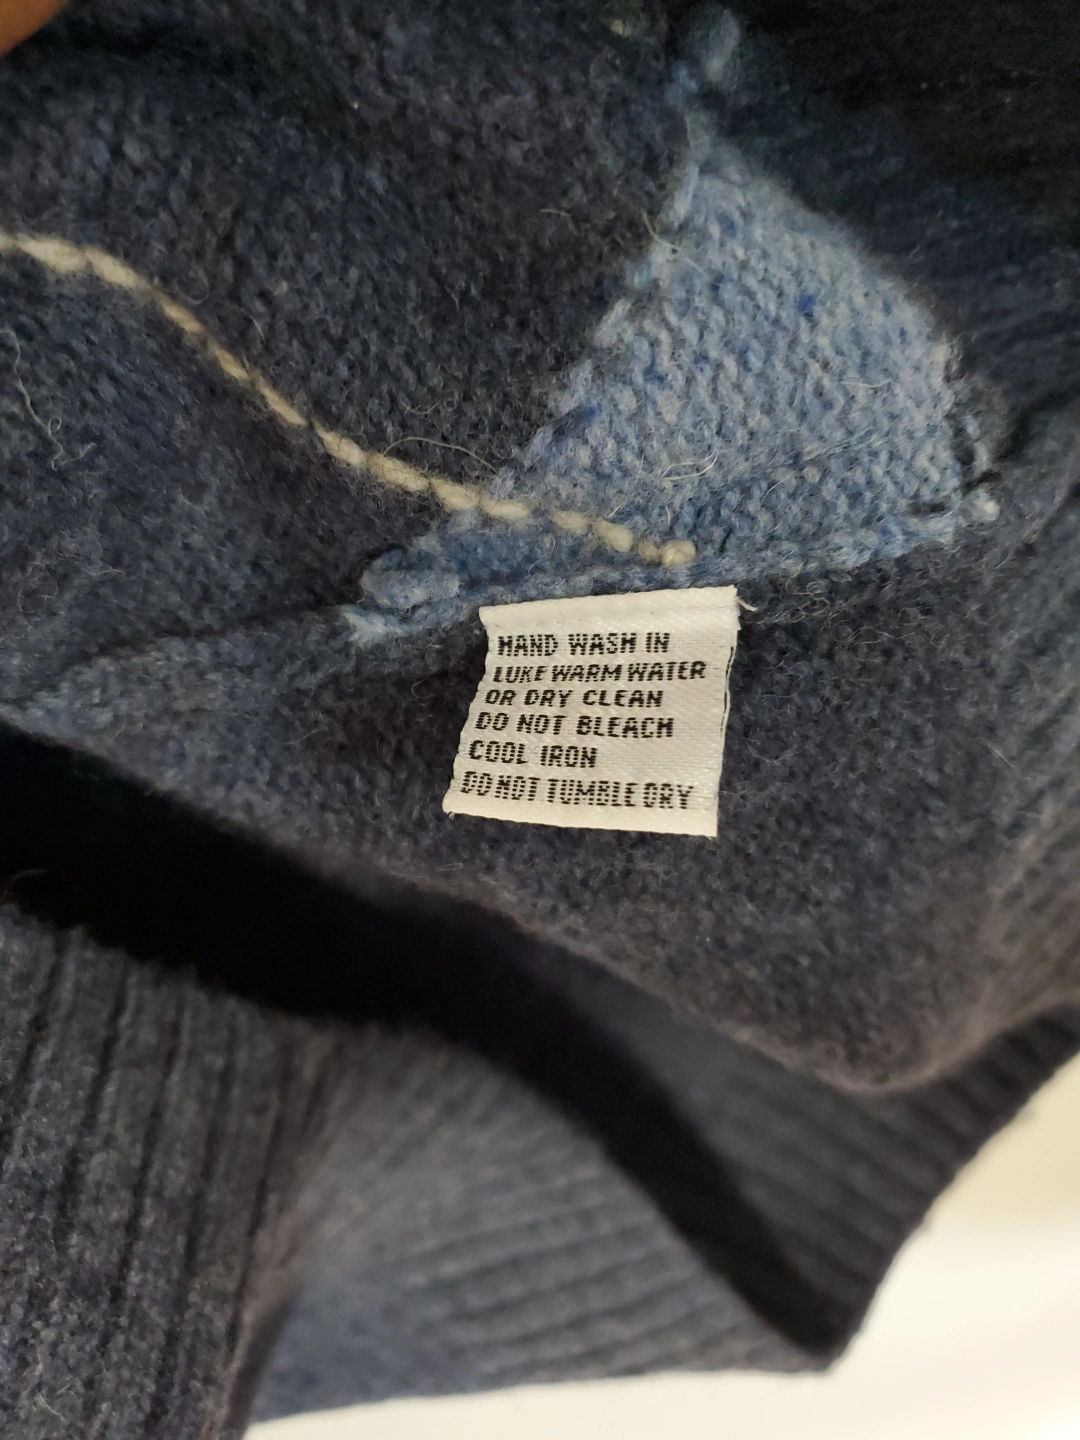 HAND WASH IN
LUKE WARM WATER
OR DRY CLEAN
DO NOT BLEACH
COOL IRON
DO NOT TUMBLE DRY